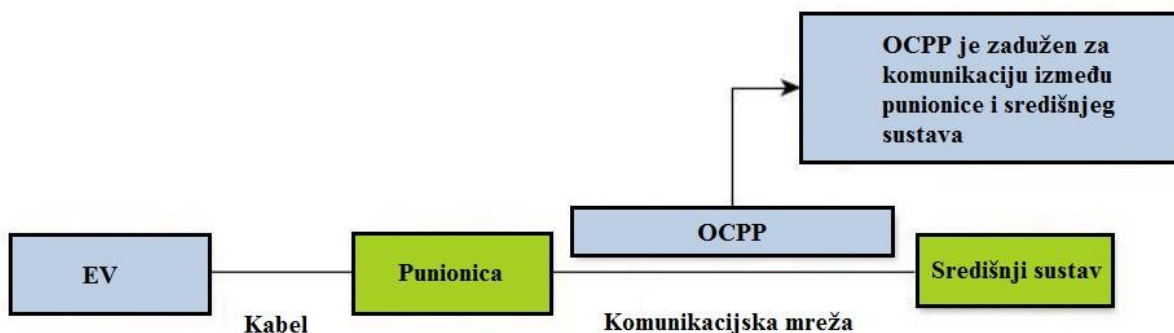 OCPP je zadužen za
komunikaciju između
punionice i središnjeg
sustava
OCPP
EV
Punionica
Središnji sustav
Kabel
Komunikacijska mreža